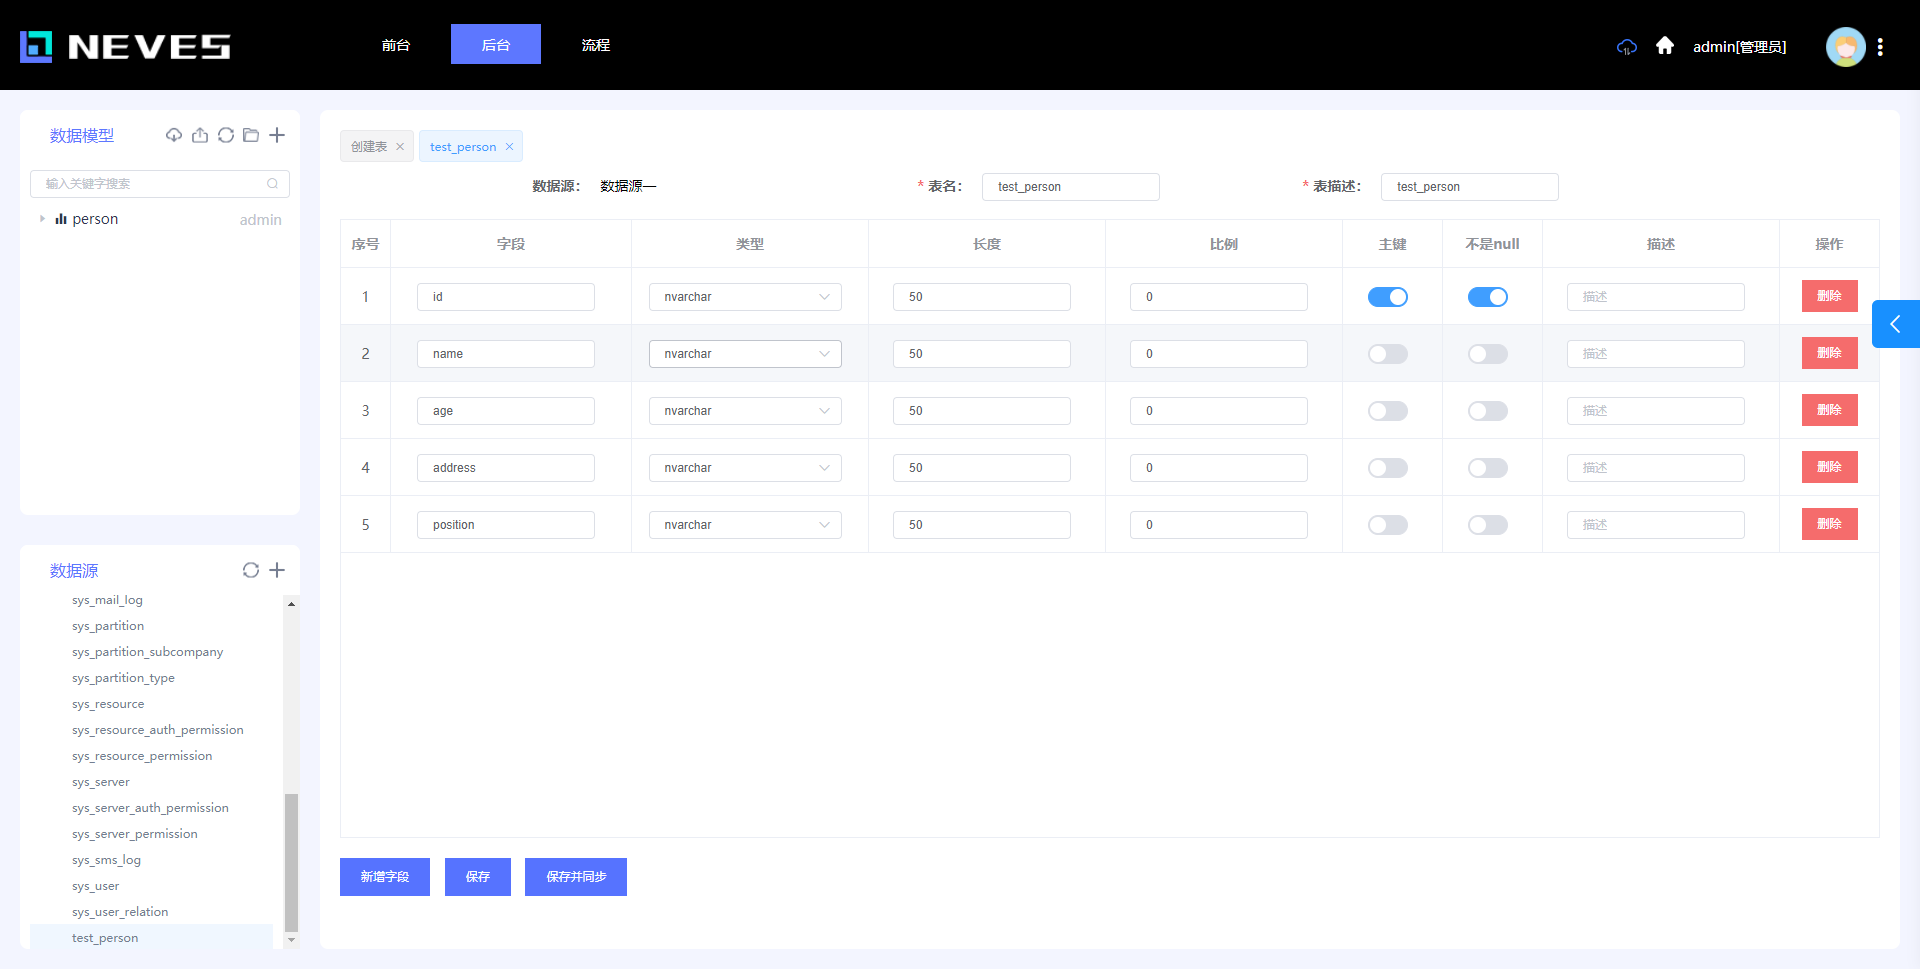 NEVES 前台 后台 流程 admin[管理员]
数据模型
输入关键字搜索
person admin
数据源
sys_mail_log
sys_partition
sys_partition_subcompany
sys_partition_type
sys_resource
sys_resource_auth_permission
sys_resource_permission
sys_server
sys_server_auth_permission
sys_server_permission
sys_sms_log
sys_user
sys_user_relation
test_person
创建表 × test_person ×
数据源： 数据源一 * 表名： test_person * 表描述： test_person
序号 字段 类型 长度 比例 主键 不是null 描述 操作
1 id nvarchar 50 0 描述 删除
2 name nvarchar 50 0 描述 删除
3 age nvarchar 50 0 描述 删除
4 address nvarchar 50 0 描述 删除
5 position nvarchar 50 0 描述 删除
新增字段 保存 保存并同步